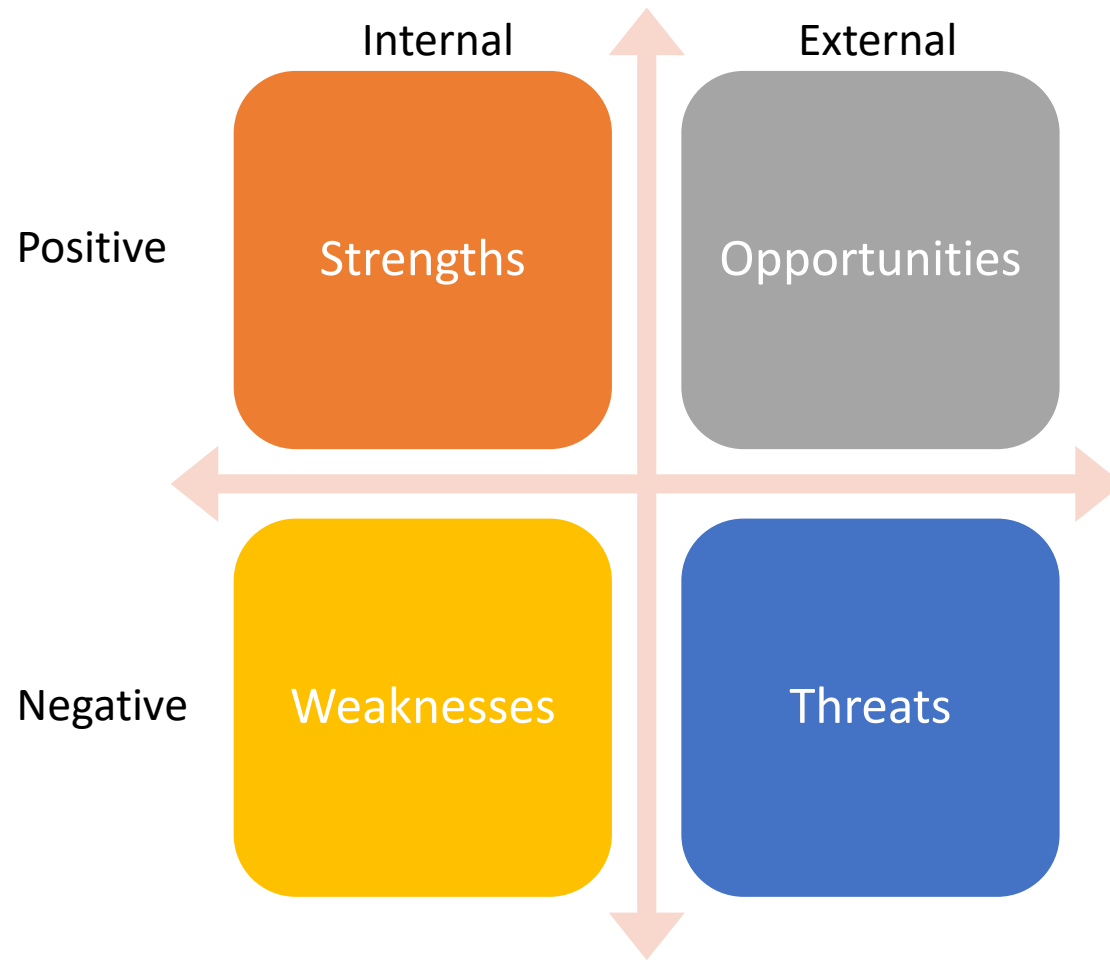 Internal
External
Positive
Strengths
Opportunities
Negative
Weaknesses
Threats